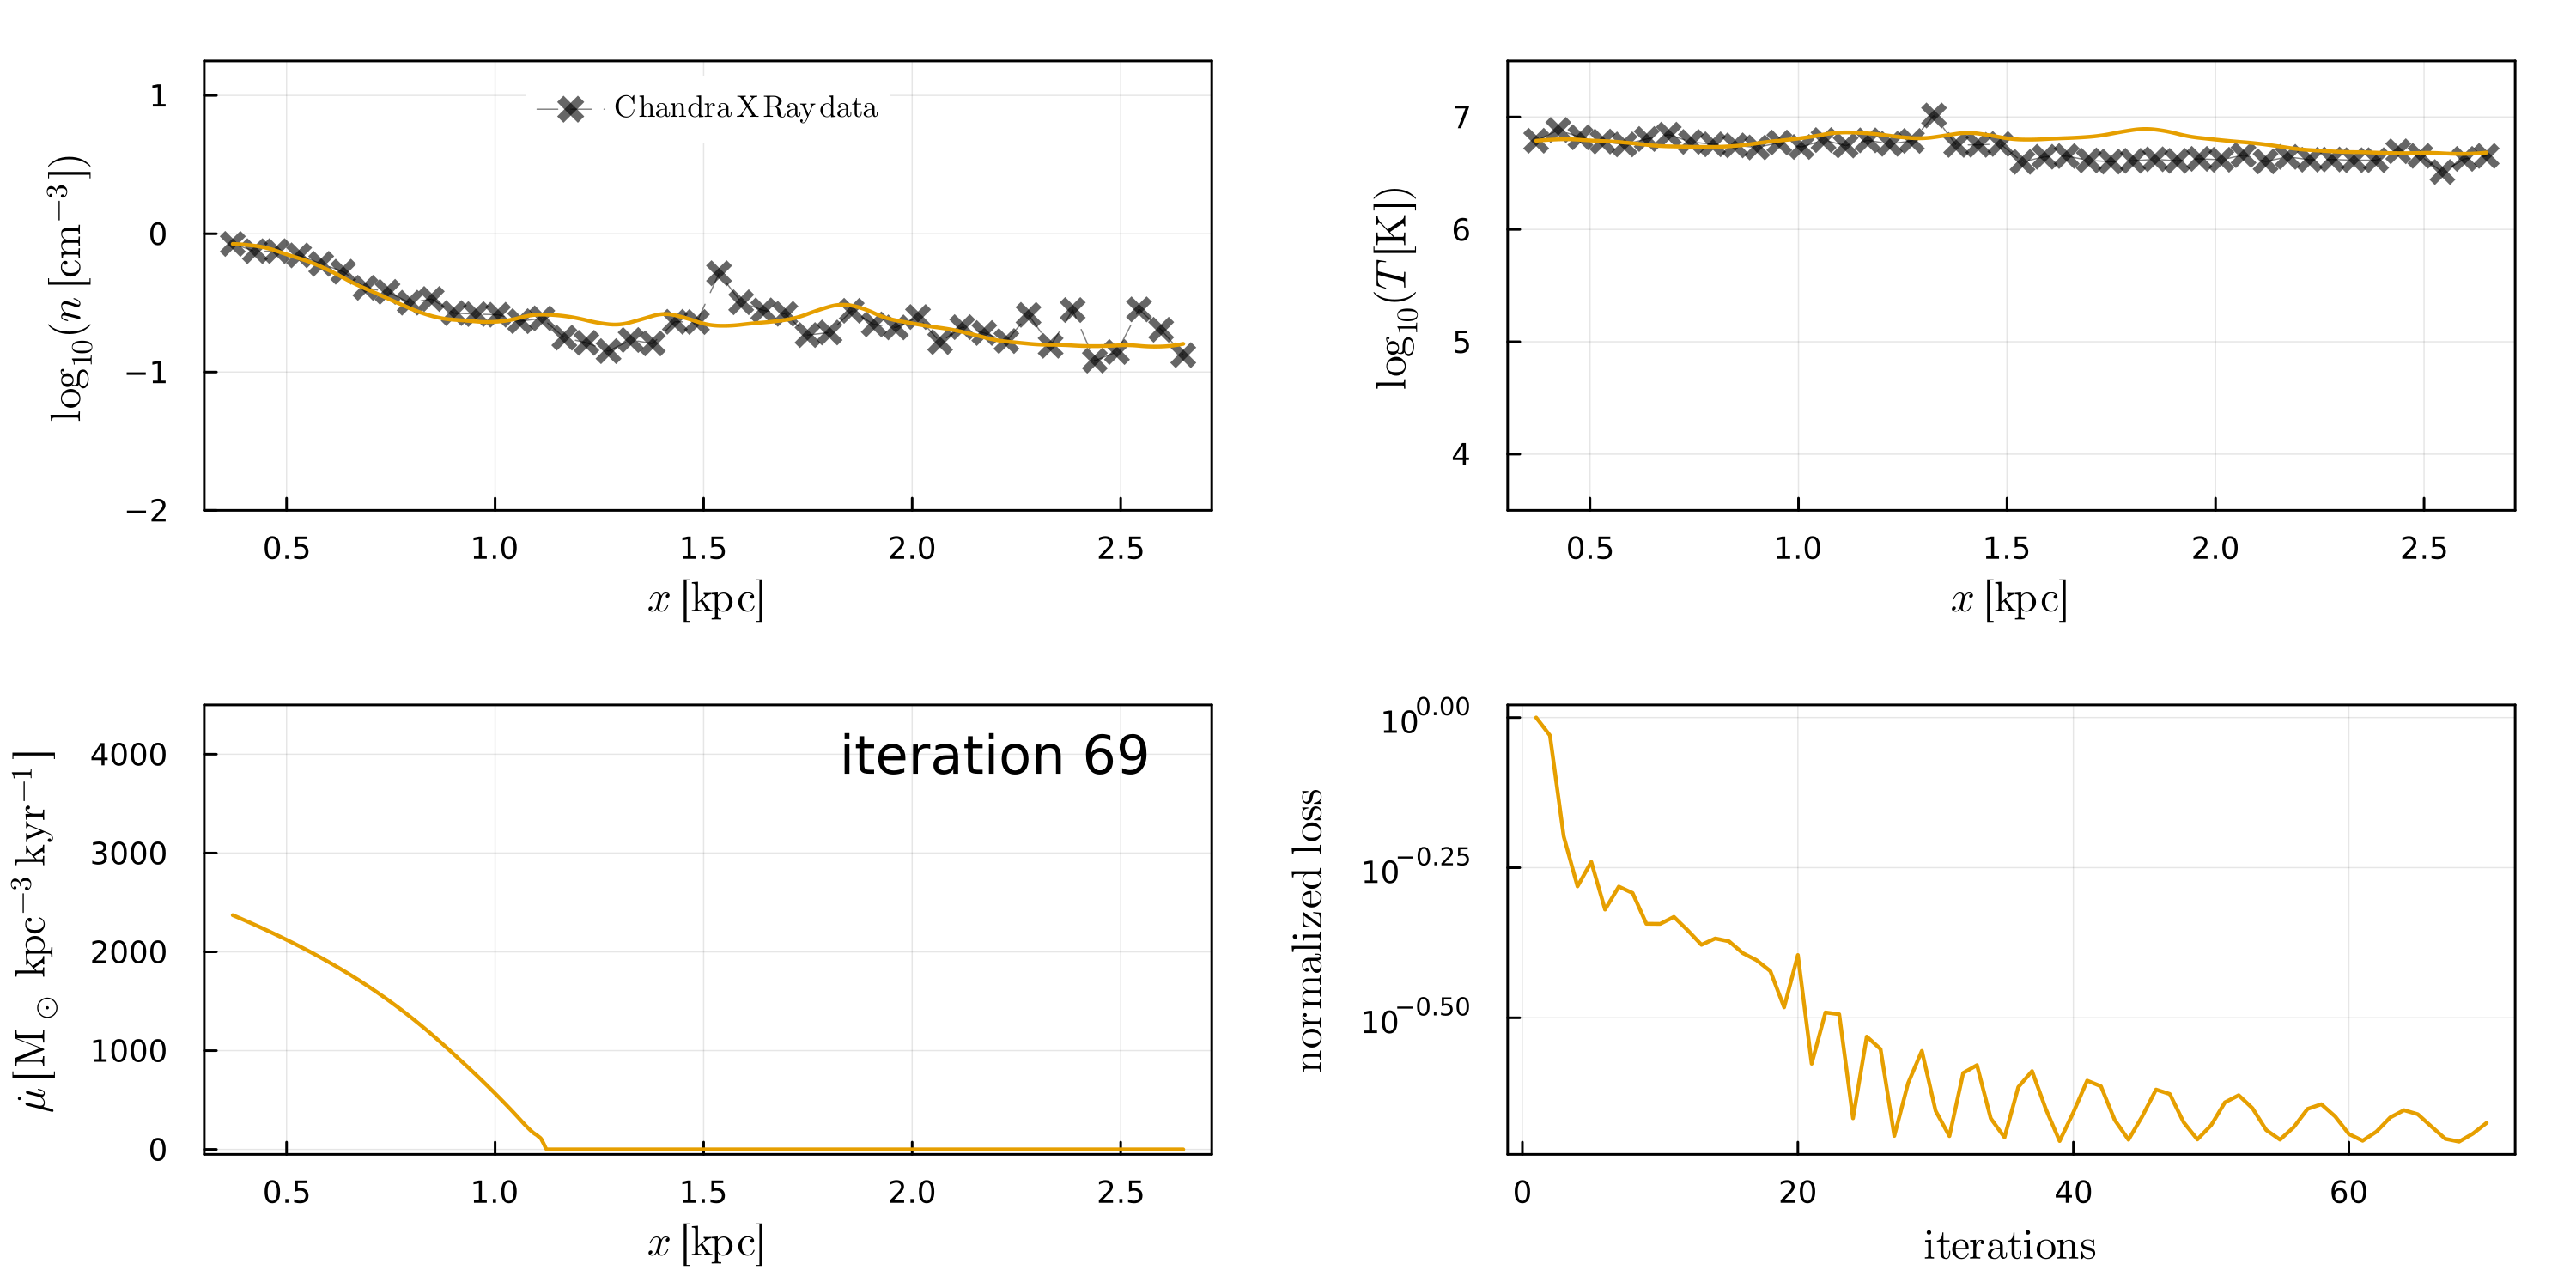 log₁₀(n [cm⁻³])
1
0
−1
−2
Chandra X Ray data
0.5 1.0 1.5 2.0 2.5
x [kpc]
log₁₀(T [K])
7
6
5
4
0.5 1.0 1.5 2.0 2.5
x [kpc]
μ̇ [M⊙ kpc⁻³ kyr⁻¹]
4000
3000
2000
1000
0
iteration 69
0.5 1.0 1.5 2.0 2.5
x [kpc]
normalized loss
10^0.00
10^−0.25
10^−0.50
0 20 40 60
iterations